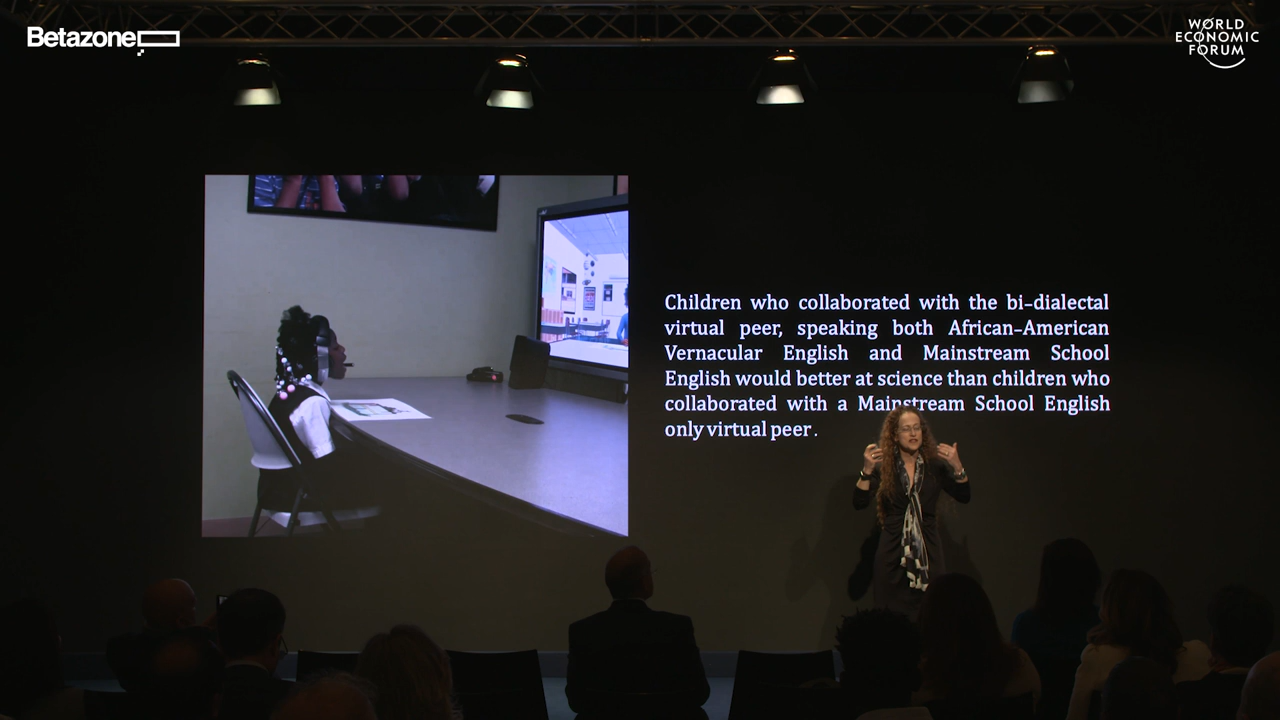 Betazone
WORLD
ECONOMIC
FORUM
Children who collaborated with the bi-dialectal
virtual peer, speaking both African-American
Vernacular English and Mainstream School
English would better at science than children who
collaborated with a Mainstream School English
only virtual peer.